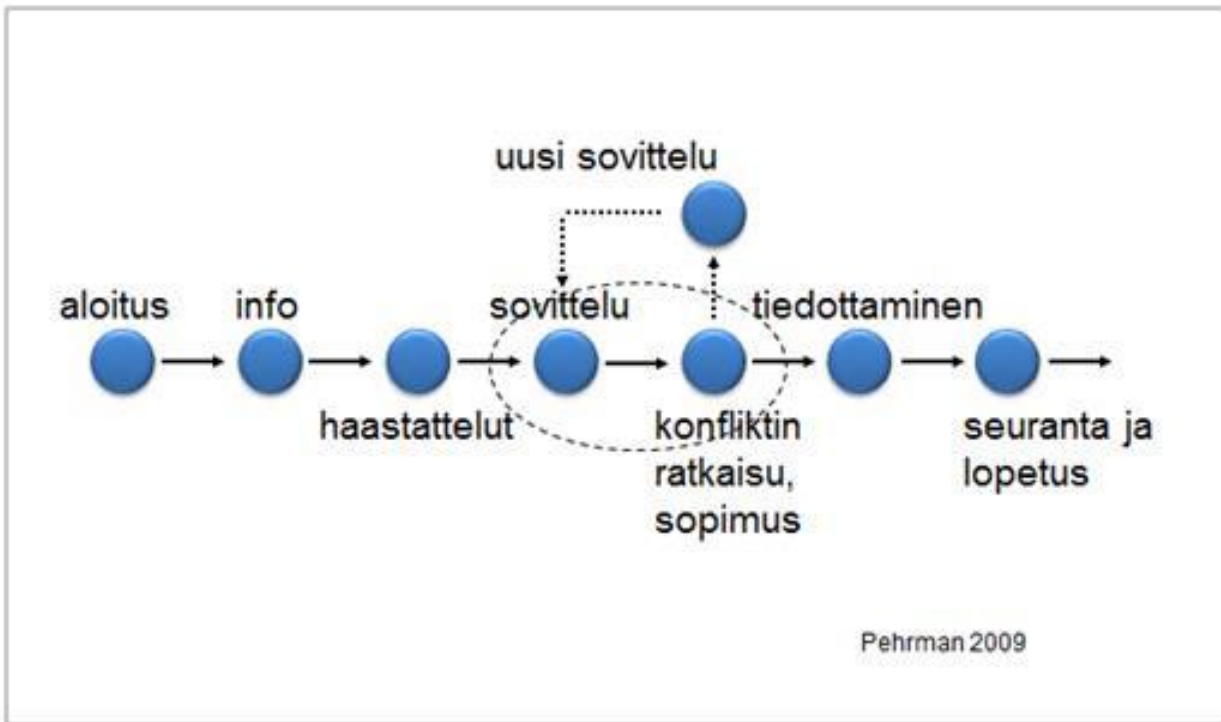 uusi sovittelu
aloitus
info
sovittelu
tiedottaminen
haastattelut
konfliktin
ratkaisu,
sopimus
seuranta ja
lopetus
Pehrman 2009